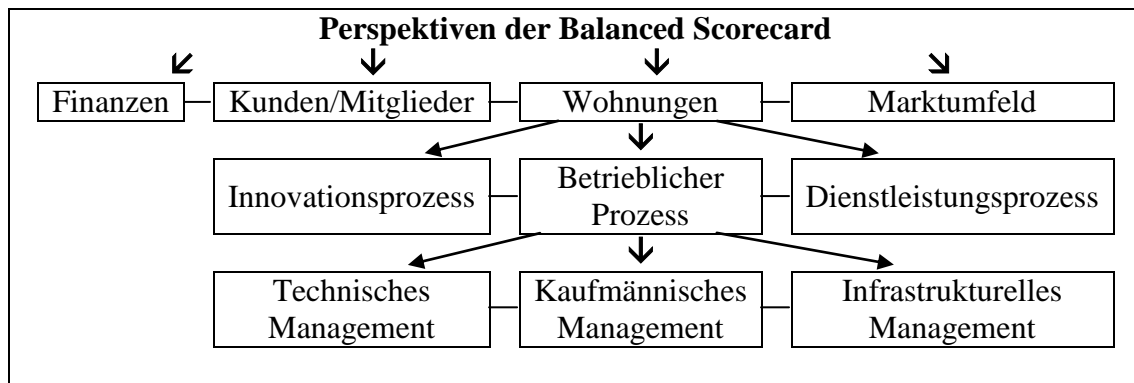 Perspektiven der Balanced Scorecard
Finanzen
Kunden/Mitglieder
Wohnungen
Marktumfeld
Innovationsprozess
Betrieblicher
Prozess
Dienstleistungsprozess
Technisches
Management
Kaufmännisches
Management
Infrastrukturelles
Management